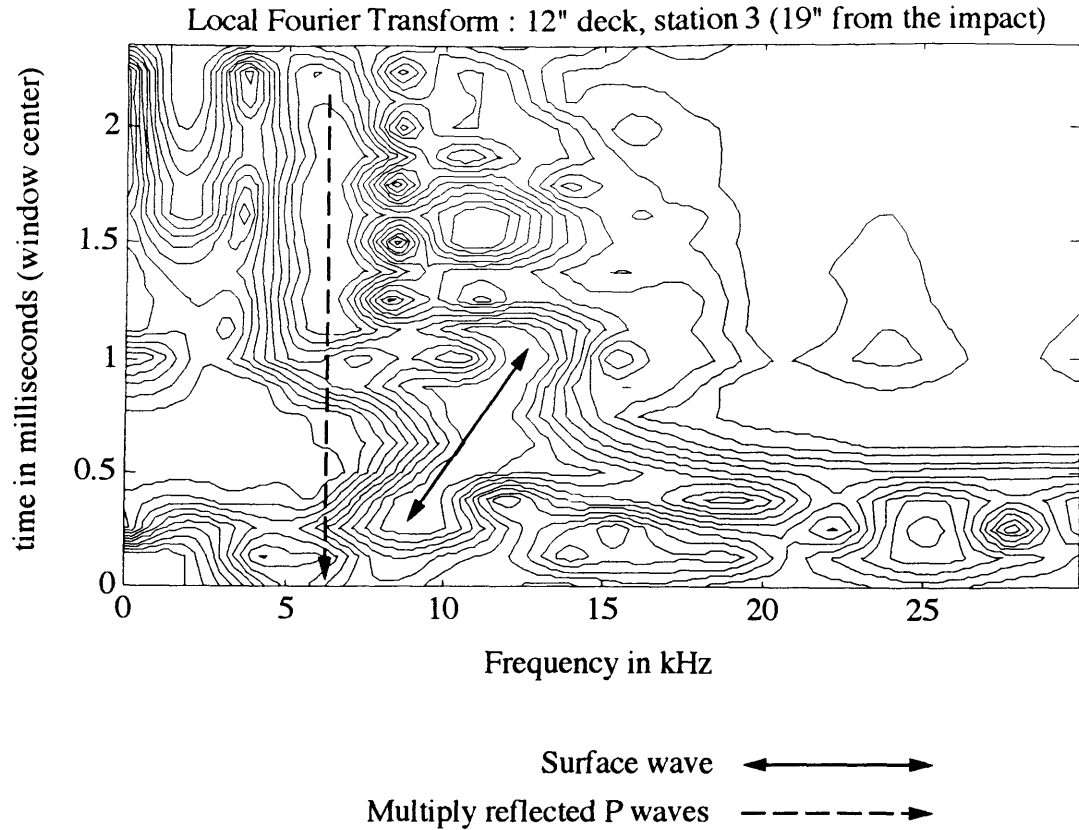 Local Fourier Transform : 12" deck, station 3 (19" from the impact)
time in milliseconds (window center)
2
1.5
1
0.5
0
0 5 10 15 20 25
Frequency in kHz
Surface wave
Multiply reflected P waves